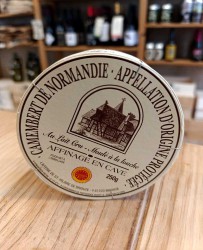 CAMEMBERT DE NORMANDIE · APPELLATION D'ORIGINE PROTÉGÉE
Au Lait Cru - Moulé à la louche
AFFINAGE EN CAVE
250g